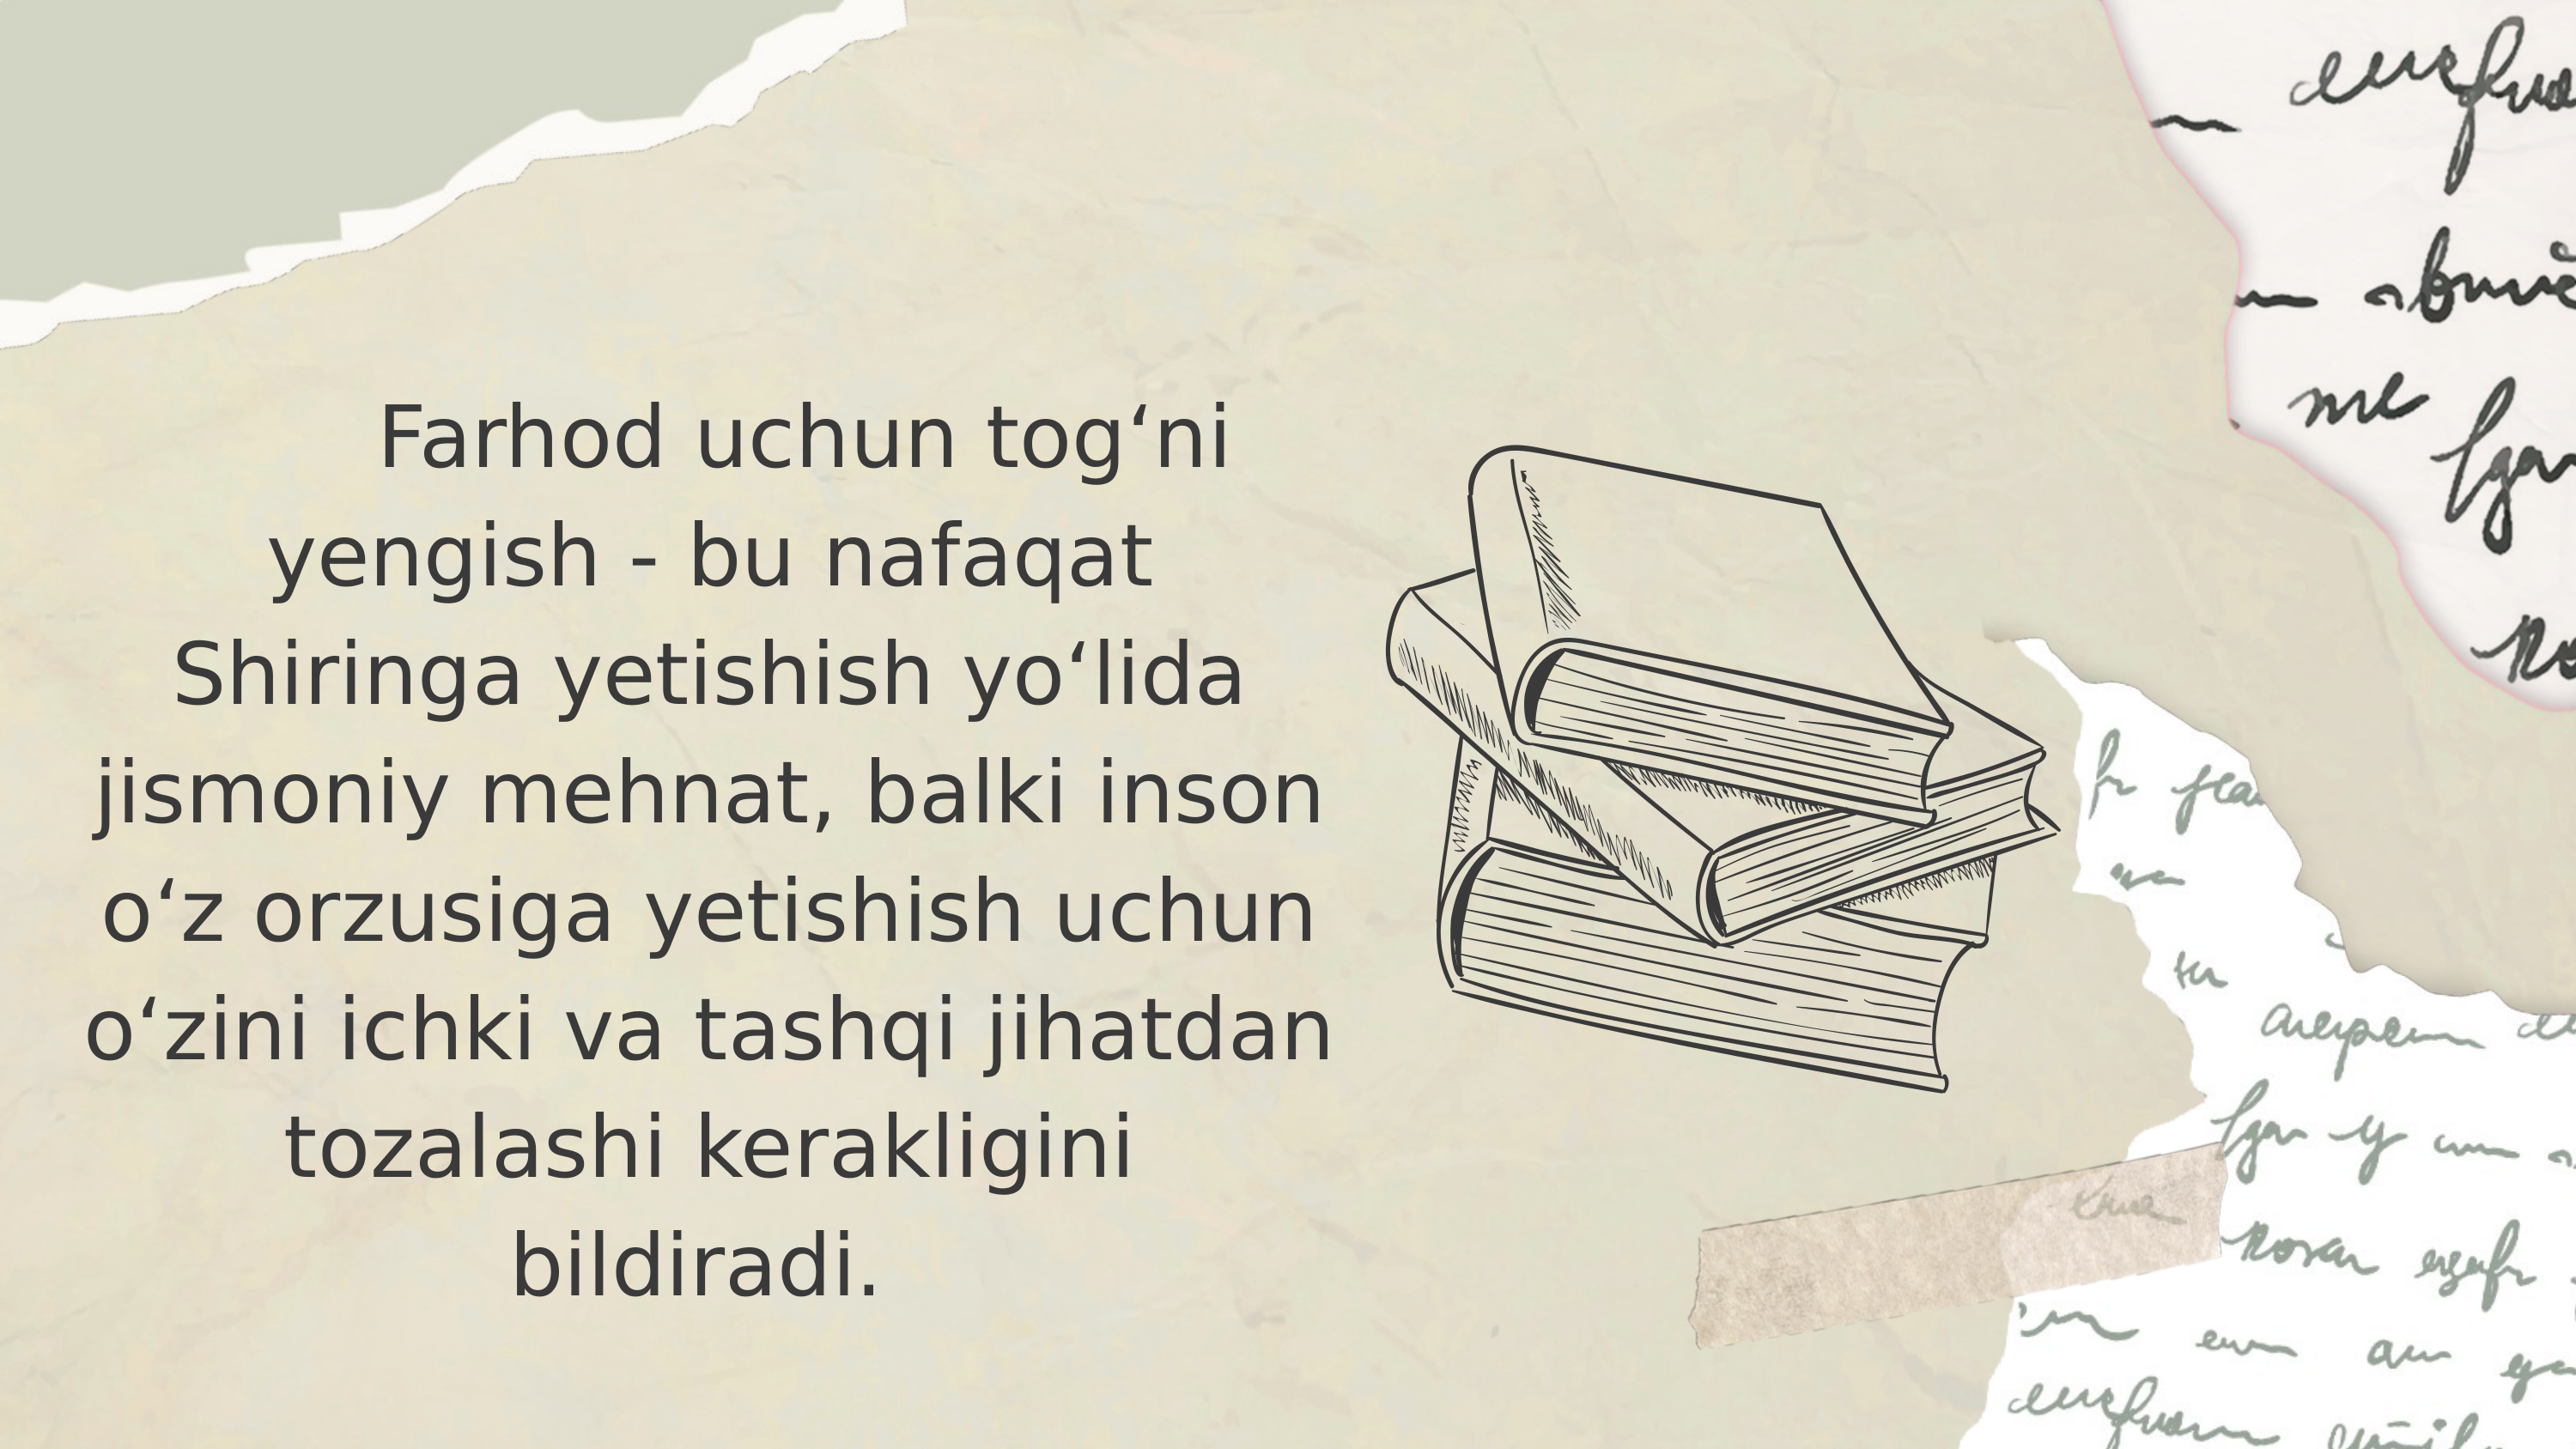 Farhod uchun tog‘ni
yengish - bu nafaqat
Shiringa yetishish yo‘lida
jismoniy mehnat, balki inson
o‘z orzusiga yetishish uchun
o‘zini ichki va tashqi jihatdan
tozalashi kerakligini
bildiradi.